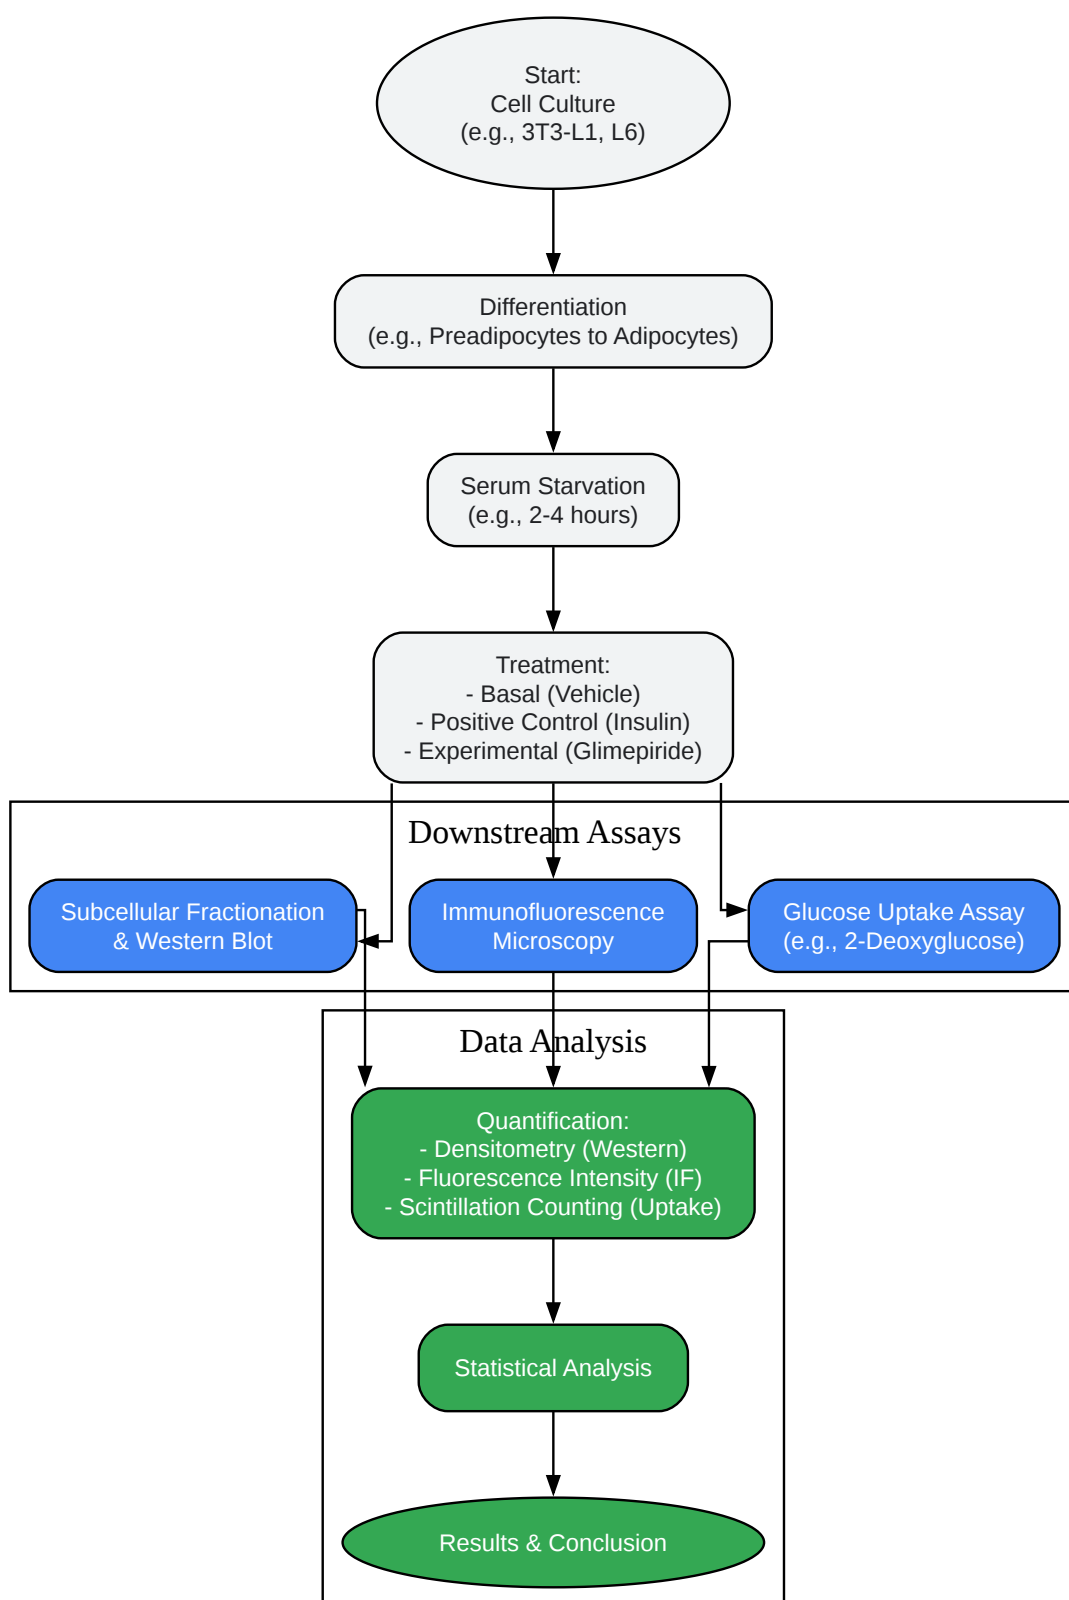 Start:
Cell Culture
(e.g., 3T3-L1, L6)
Differentiation
(e.g., Preadipocytes to Adipocytes)
Serum Starvation
(e.g., 2-4 hours)
Treatment:
- Basal (Vehicle)
- Positive Control (Insulin)
- Experimental (Glimepiride)
Downstream Assays
Subcellular Fractionation
& Western Blot
Immunofluorescence
Microscopy
Glucose Uptake Assay
(e.g., 2-Deoxyglucose)
Data Analysis
Quantification:
- Densitometry (Western)
- Fluorescence Intensity (IF)
- Scintillation Counting (Uptake)
Statistical Analysis
Results & Conclusion